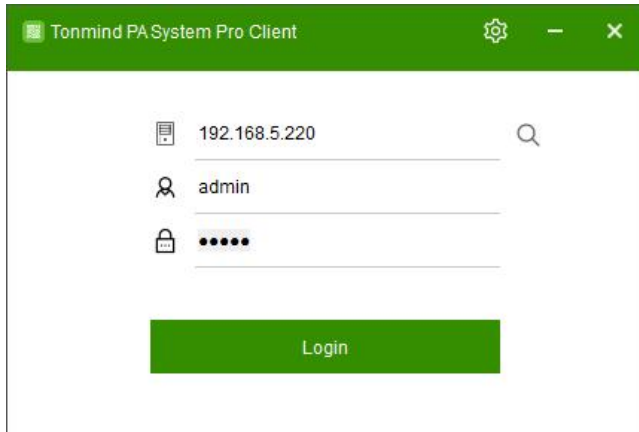 Tonmind PA System Pro Client
192.168.5.220
admin
•••••
Login